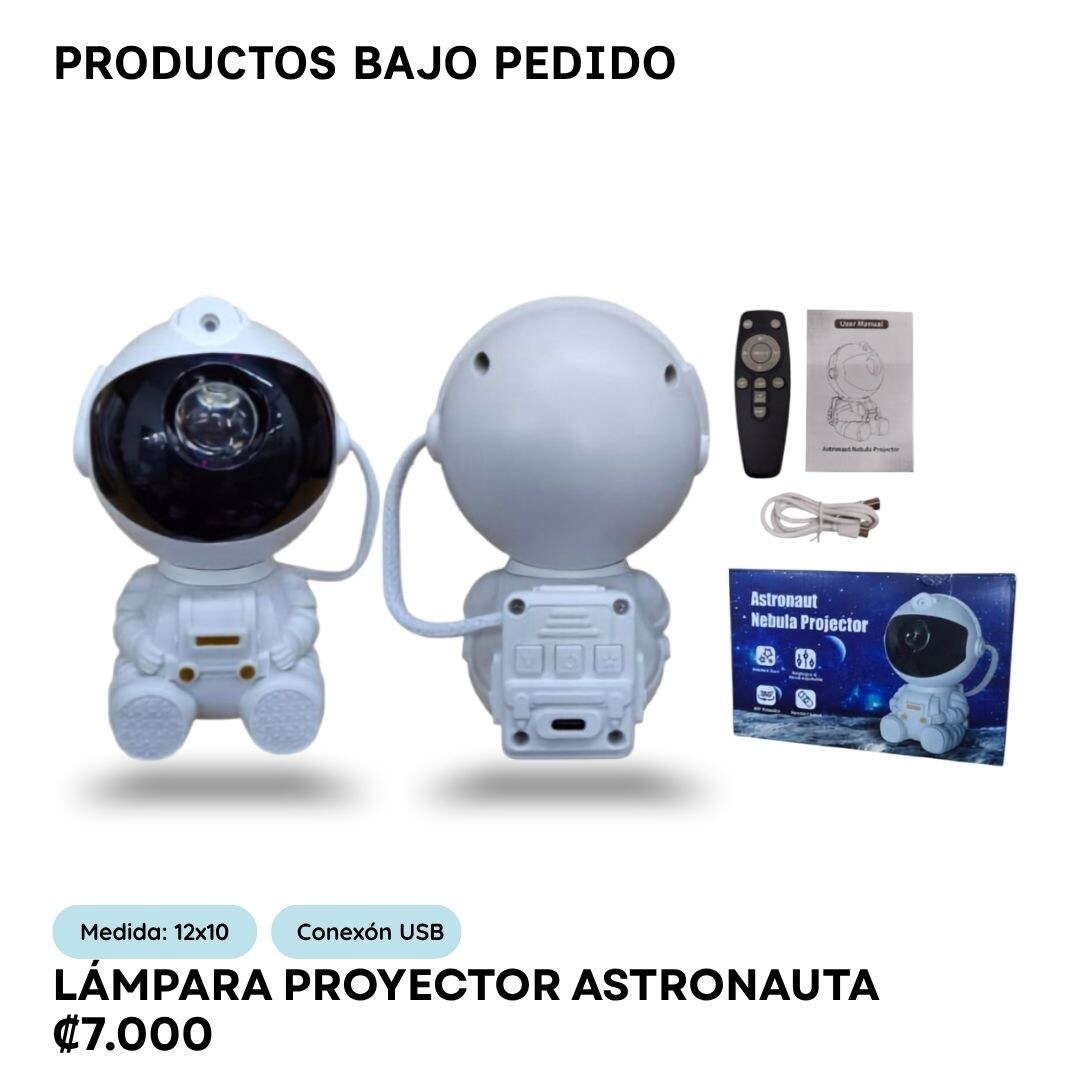 PRODUCTOS BAJO PEDIDO
User Manual
Astronaut Nebula Projector
Astronaut
Nebula Projector
Medida: 12x10
Conexón USB
LÁMPARA PROYECTOR ASTRONAUTA
₡7.000